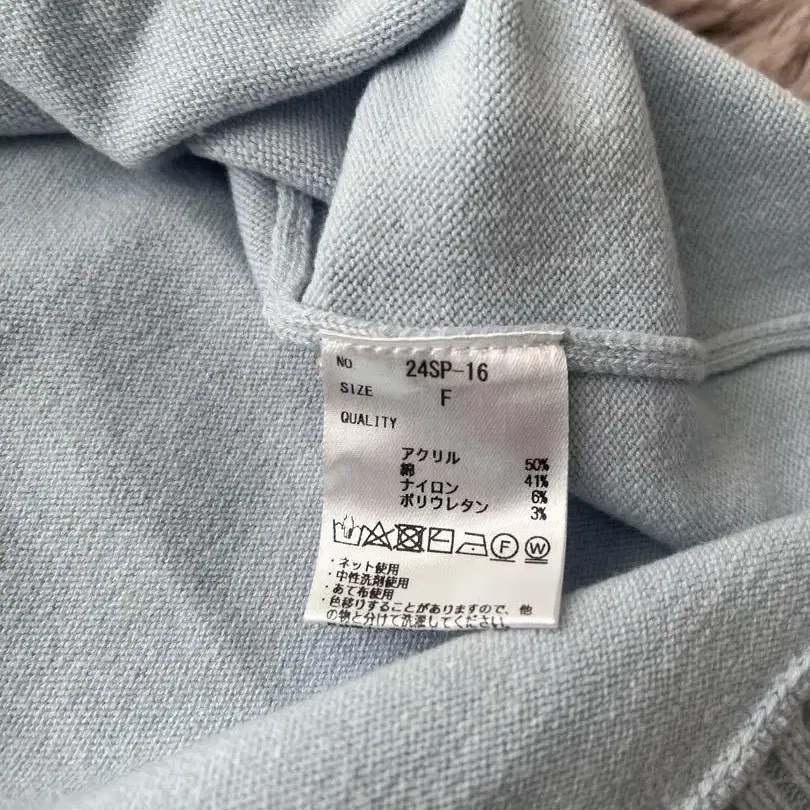 NO 24SP-16
SIZE F
QUALITY
アクリル 50%
綿 41%
ナイロン 6%
ポリウレタン 3%
F W
・ネット使用
・中性洗剤使用
・あて布使用
・色移りすることがありますので、他
の物と分けて洗濯してください。